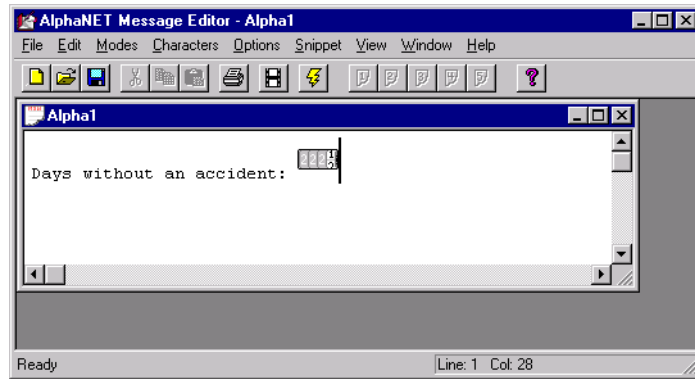 AlphaNET Message Editor - Alpha1
File Edit Modes Characters Options Snippet View Window Help
Alpha1
Days without an accident:
Ready Line: 1 Col: 28